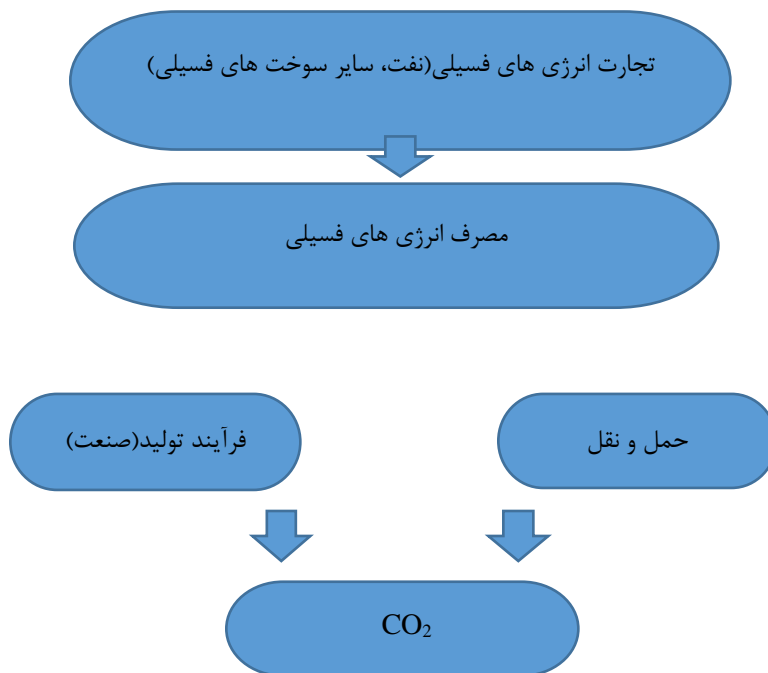 تجارت انرژی های فسیلی(نفت، سایر سوخت های فسیلی)
مصرف انرژی های فسیلی
حمل و نقل
فرآیند تولید(صنعت)
CO₂